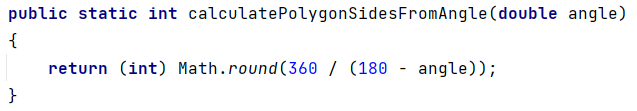 public static int calculatePolygonSidesFromAngle(double angle)
{
    return (int) Math.round(360 / (180 - angle));
}